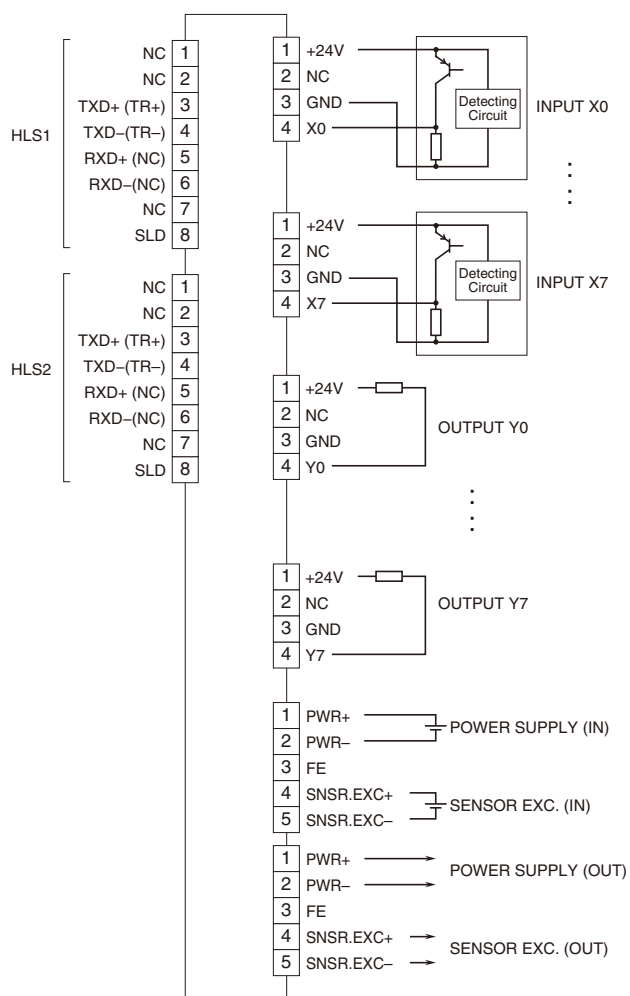 HLS1
NC 1
NC 2
TXD+ (TR+) 3
TXD–(TR–) 4
RXD+ (NC) 5
RXD–(NC) 6
NC 7
SLD 8
HLS2
NC 1
NC 2
TXD+ (TR+) 3
TXD–(TR–) 4
RXD+ (NC) 5
RXD–(NC) 6
NC 7
SLD 8
1 +24V
2 NC
3 GND
4 X0
Detecting
Circuit
INPUT X0
1 +24V
2 NC
3 GND
4 X7
Detecting
Circuit
INPUT X7
1 +24V
2 NC
3 GND
4 Y0
OUTPUT Y0
1 +24V
2 NC
3 GND
4 Y7
OUTPUT Y7
1 PWR+
2 PWR–
3 FE
4 SNSR.EXC+
5 SNSR.EXC–
POWER SUPPLY (IN)
SENSOR EXC. (IN)
1 PWR+
2 PWR–
3 FE
4 SNSR.EXC+
5 SNSR.EXC–
POWER SUPPLY (OUT)
SENSOR EXC. (OUT)